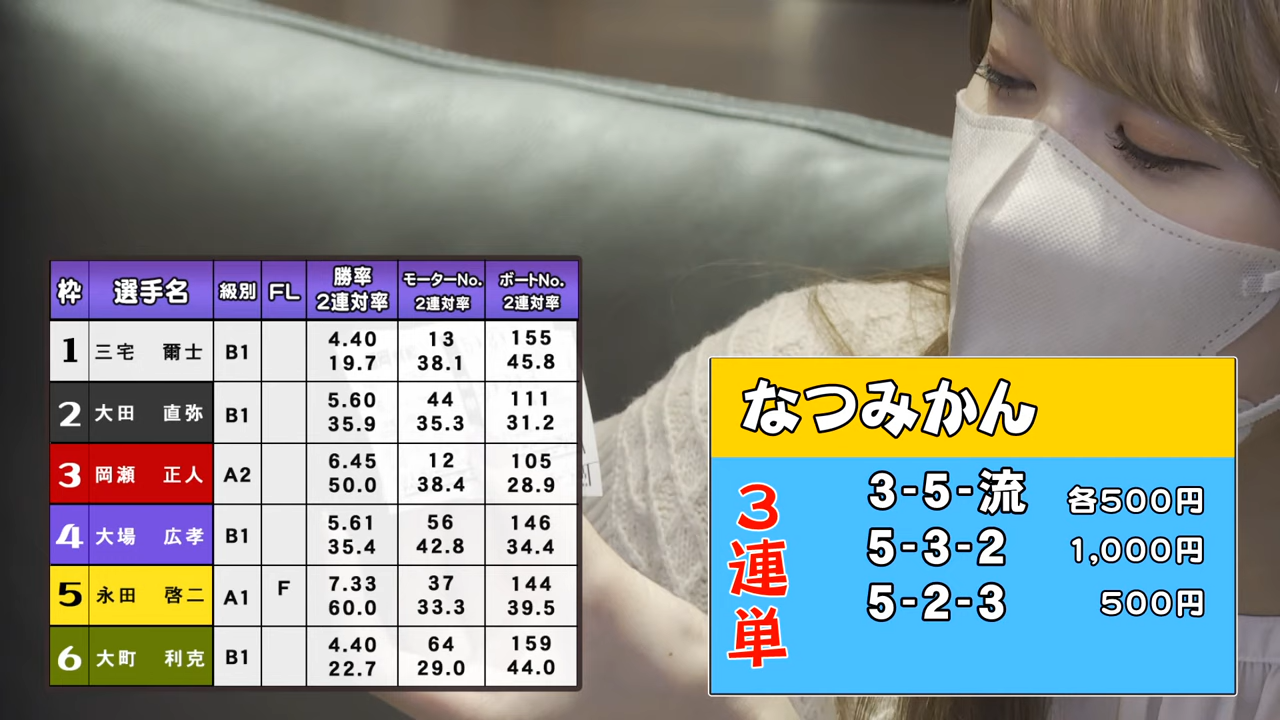 枠 選手名 級別 FL 勝率 2連対率 モーターNo. 2連対率 ボートNo. 2連対率
1 三宅 爾士 B1 4.40 19.7 13 38.1 155 45.8
2 大田 直弥 B1 5.60 35.9 44 35.3 111 31.2
3 岡瀬 正人 A2 6.45 50.0 12 38.4 105 28.9
4 大場 広孝 B1 5.61 35.4 56 42.8 146 34.4
5 永田 啓二 A1 F 7.33 60.0 37 33.3 144 39.5
6 大町 利克 B1 4.40 22.7 64 29.0 159 44.0
なつみかん
3連単
3-5-流 各500円
5-3-2 1,000円
5-2-3 500円